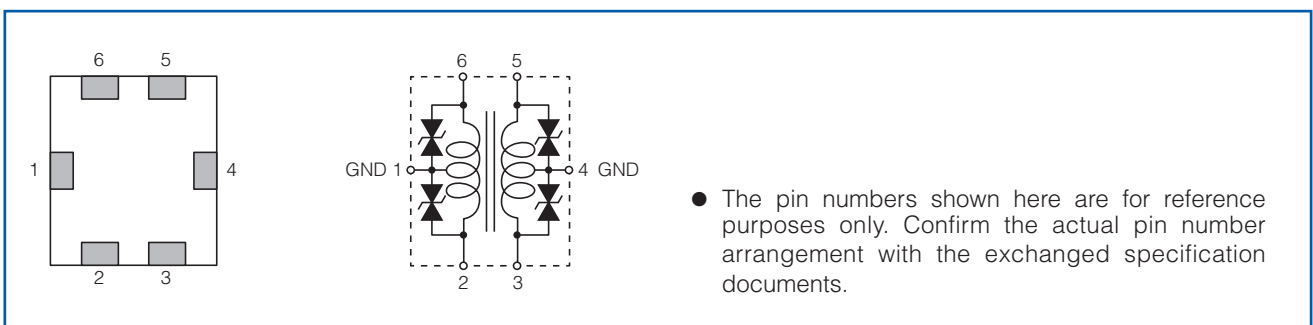 6 5
1 4
2 3
6 5
GND 1 4 GND
2 3
● The pin numbers shown here are for reference
purposes only. Confirm the actual pin number
arrangement with the exchanged specification
documents.